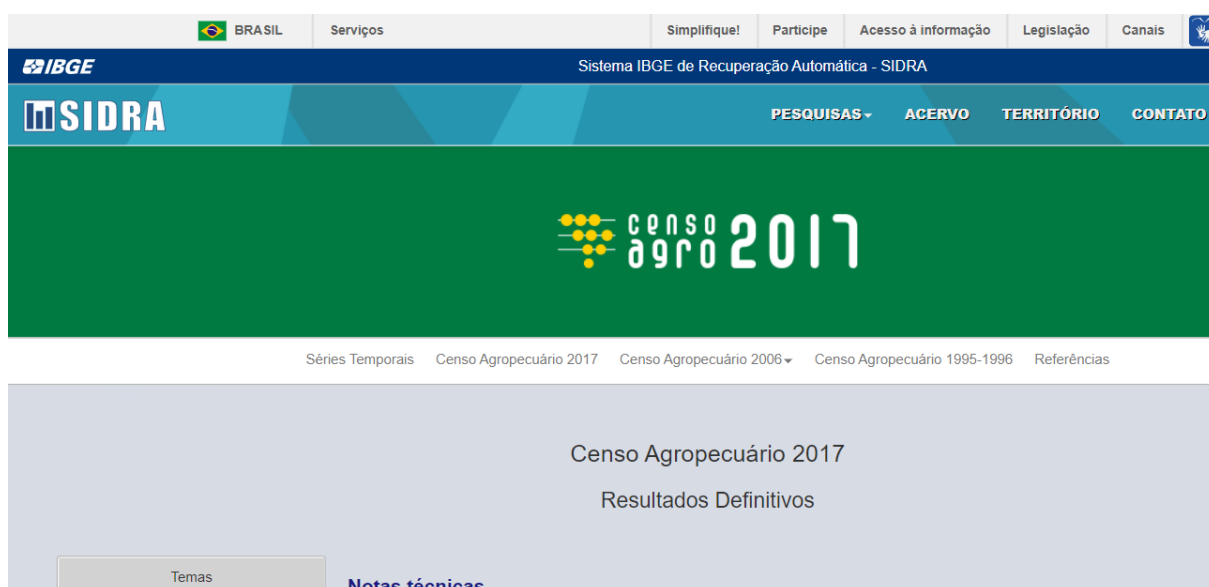 BRASIL Serviços Simplifique! Participe Acesso à informação Legislação Canais
IBGE Sistema IBGE de Recuperação Automática - SIDRA
SIDRA PESQUISAS ACERVO TERRITÓRIO CONTATO
censo
agro 2017
Séries Temporais Censo Agropecuário 2017 Censo Agropecuário 2006 Censo Agropecuário 1995-1996 Referências
Censo Agropecuário 2017
Resultados Definitivos
Temas
Notas técnicas